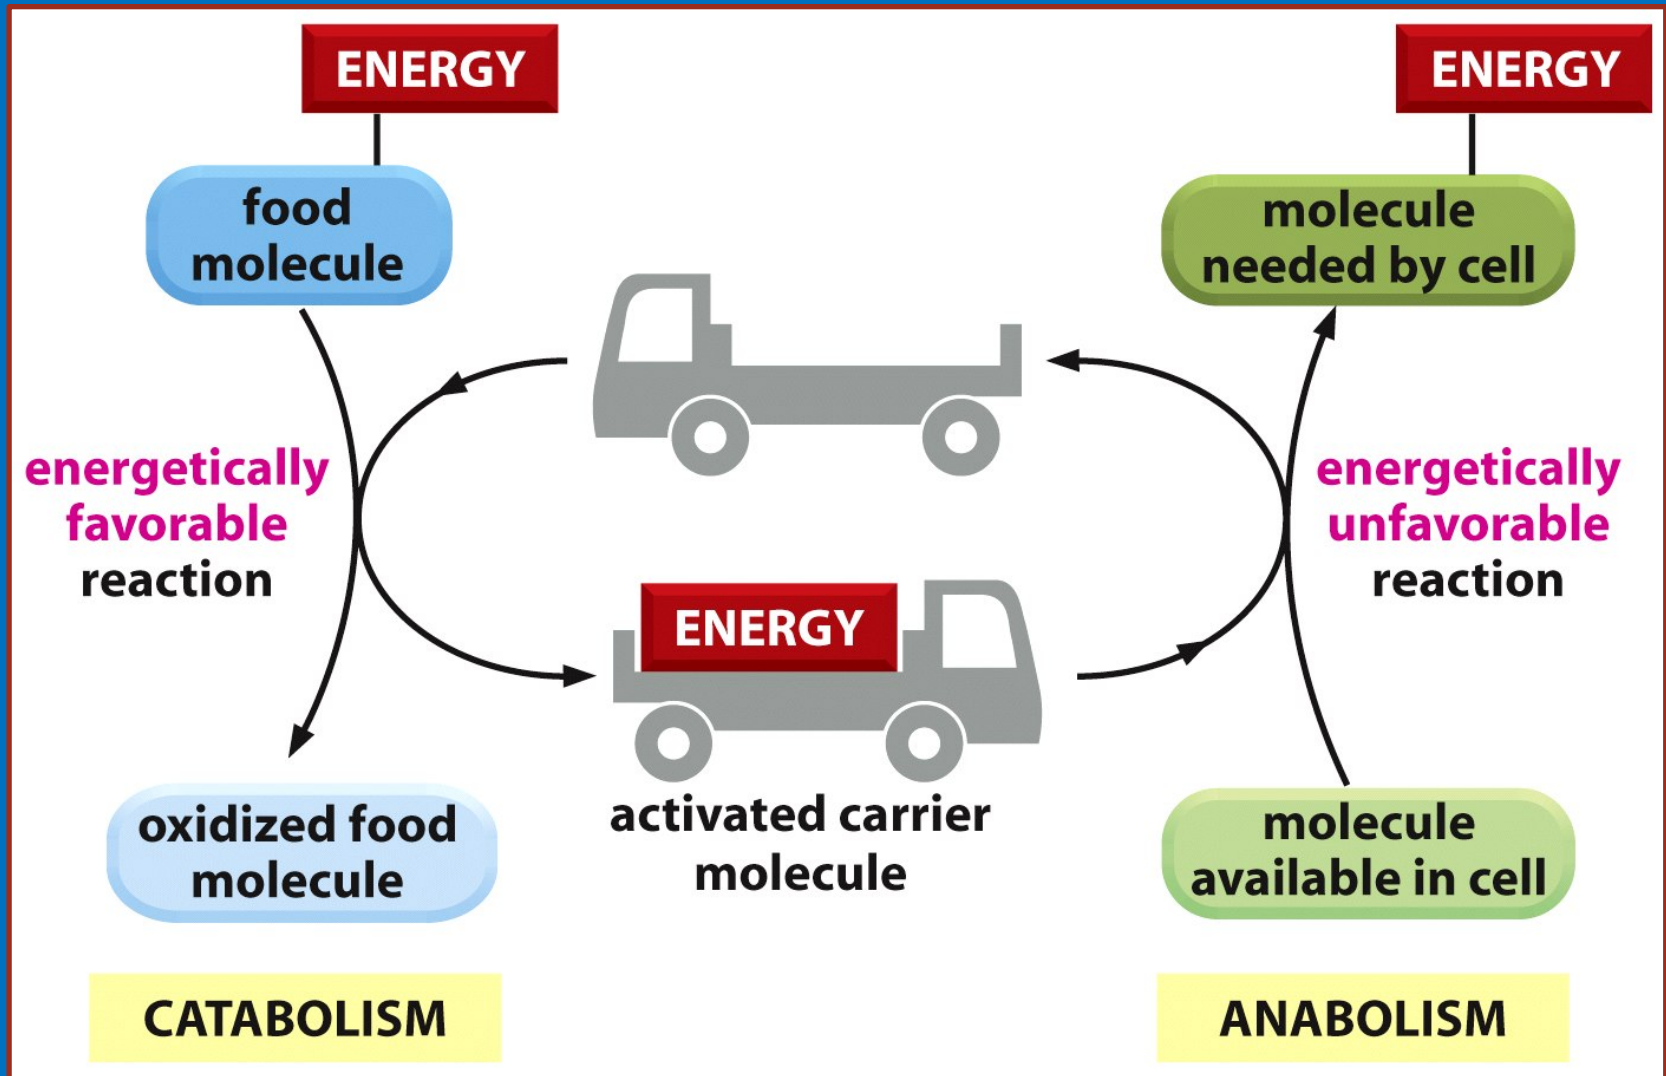 ENERGY
ENERGY
food
molecule
molecule
needed by cell
energetically
favorable
reaction
energetically
unfavorable
reaction
ENERGY
activated carrier
molecule
oxidized food
molecule
molecule
available in cell
CATABOLISM
ANABOLISM